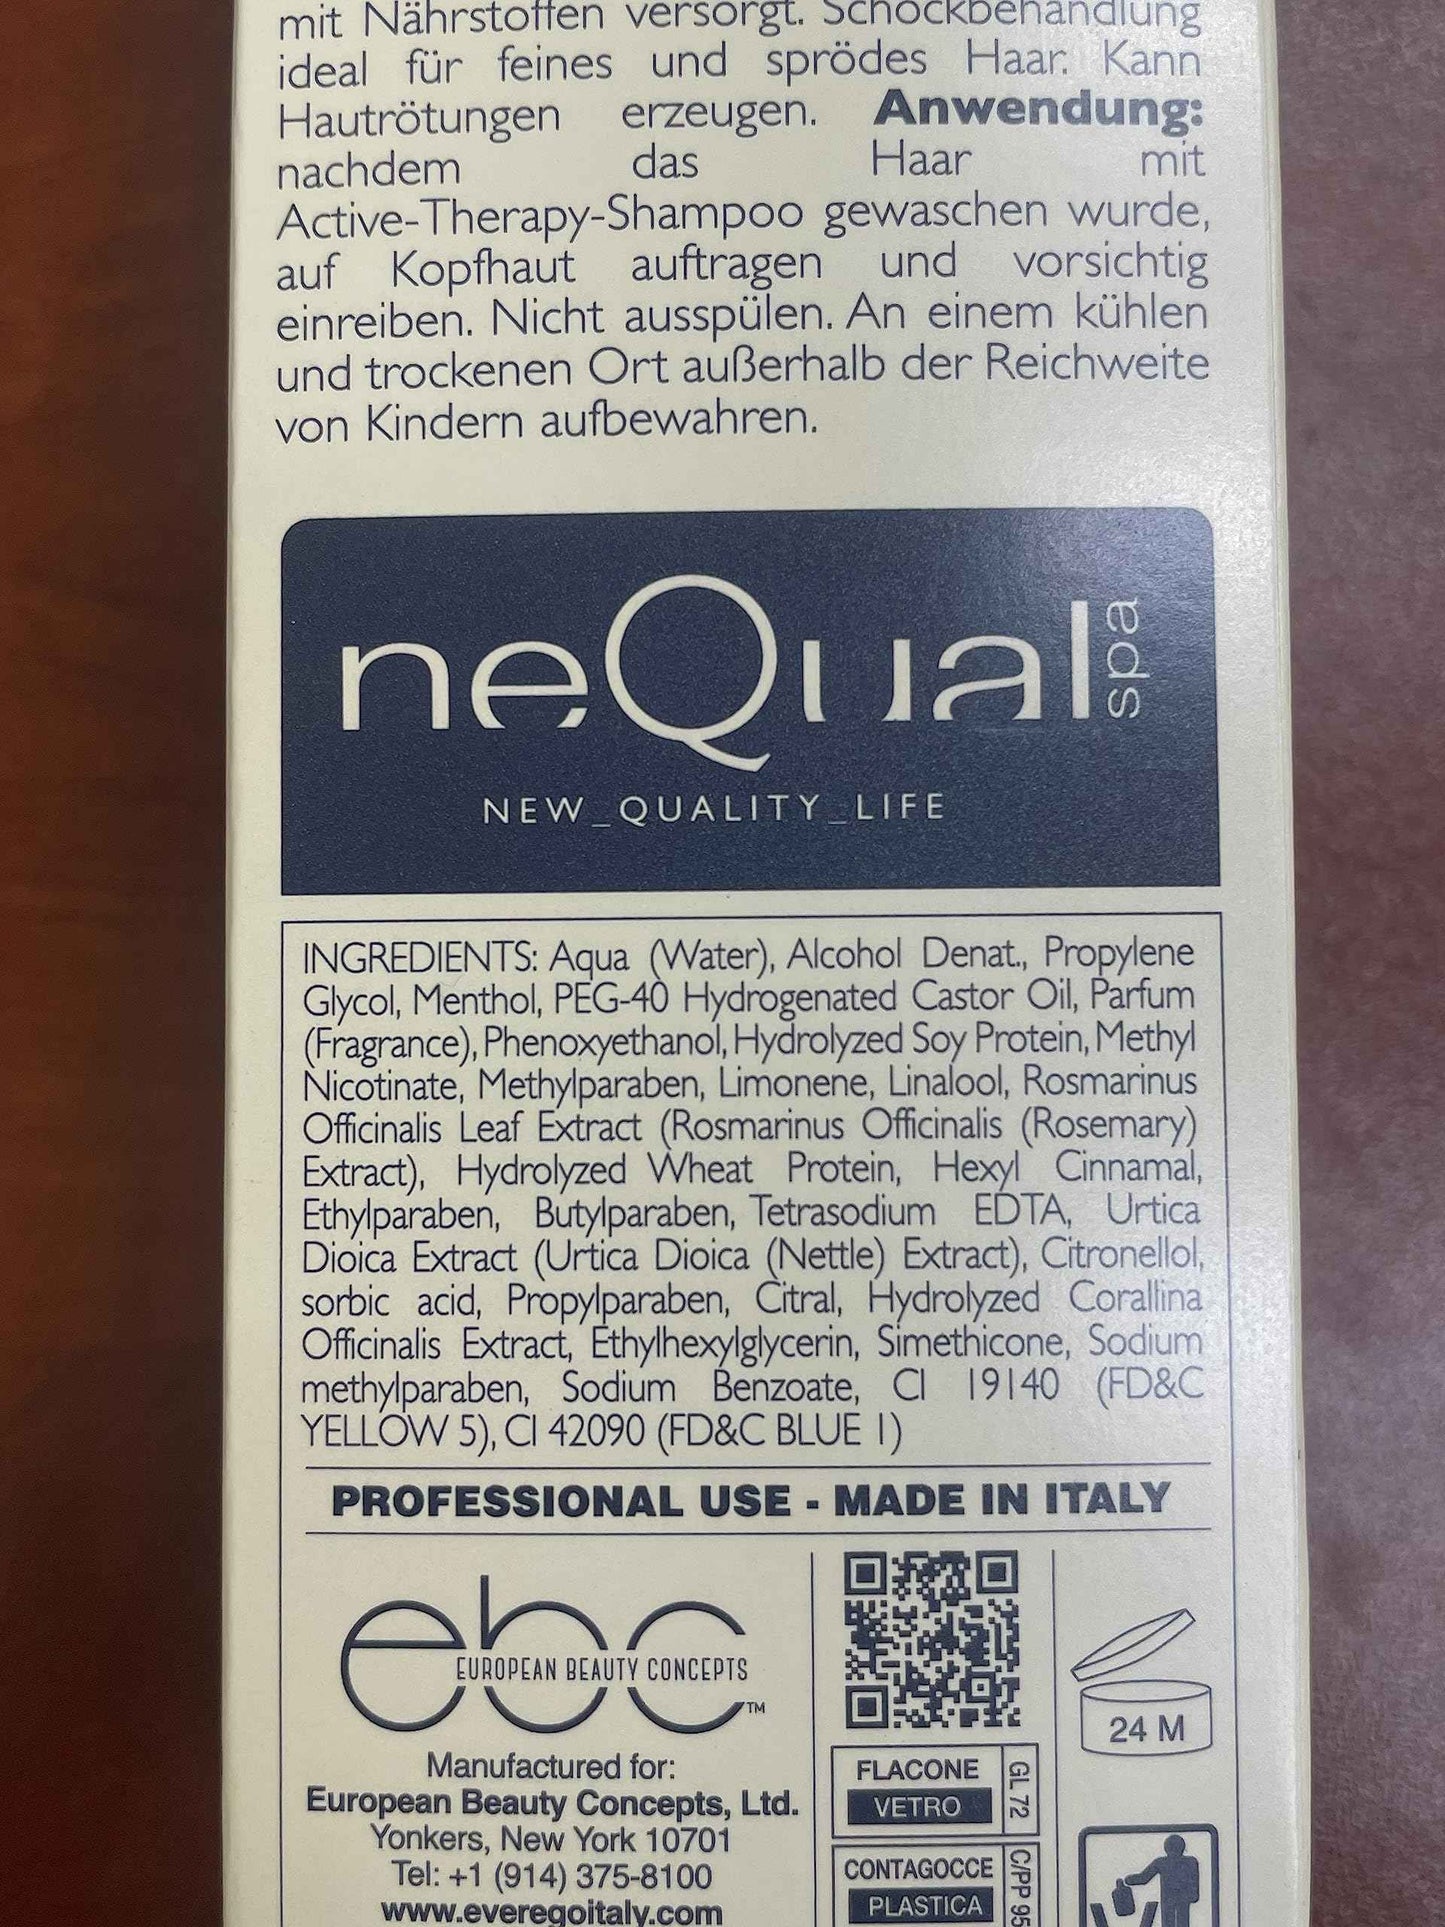 mit Nährstoffen versorgt. Schockbehandlung
ideal für feines und sprödes Haar. Kann
Hautrötungen erzeugen. Anwendung:
nachdem das Haar mit
Active-Therapy-Shampoo gewaschen wurde,
auf Kopfhaut auftragen und vorsichtig
einreiben. Nicht ausspülen. An einem kühlen
und trockenen Ort außerhalb der Reichweite
von Kindern aufbewahren.
neQual spa
NEW_QUALITY_LIFE
INGREDIENTS: Aqua (Water), Alcohol Denat., Propylene
Glycol, Menthol, PEG-40 Hydrogenated Castor Oil, Parfum
(Fragrance), Phenoxyethanol, Hydrolyzed Soy Protein, Methyl
Nicotinate, Methylparaben, Limonene, Linalool, Rosmarinus
Officinalis Leaf Extract (Rosmarinus Officinalis (Rosemary)
Extract), Hydrolyzed Wheat Protein, Hexyl Cinnamal,
Ethylparaben, Butylparaben, Tetrasodium EDTA, Urtica
Dioica Extract (Urtica Dioica (Nettle) Extract), Citronellol,
sorbic acid, Propylparaben, Citral, Hydrolyzed Corallina
Officinalis Extract, Ethylhexylglycerin, Simethicone, Sodium
methylparaben, Sodium Benzoate, CI 19140 (FD&C
YELLOW 5), CI 42090 (FD&C BLUE 1)
PROFESSIONAL USE - MADE IN ITALY
ebc
EUROPEAN BEAUTY CONCEPTS
™
Manufactured for:
European Beauty Concepts, Ltd.
Yonkers, New York 10701
Tel: +1 (914) 375-8100
www.everegoitaly.com
24 M
FLACONE
VETRO
GL 72
CONTAGOCCE
PLASTICA
C/PP 95